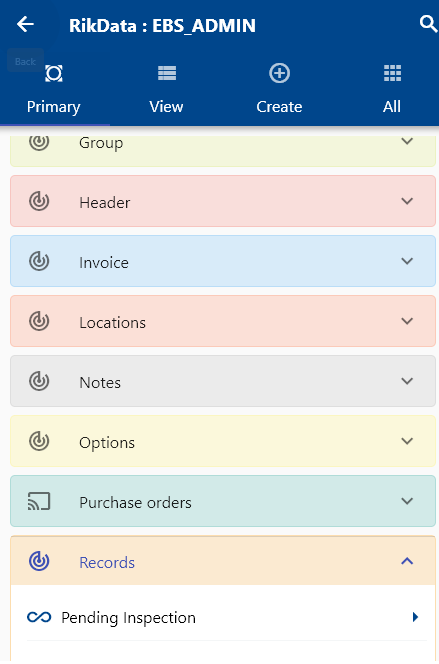 RikData : EBS_ADMIN
Back
Primary
View
Create
All
Group
Header
Invoice
Locations
Notes
Options
Purchase orders
Records
Pending Inspection